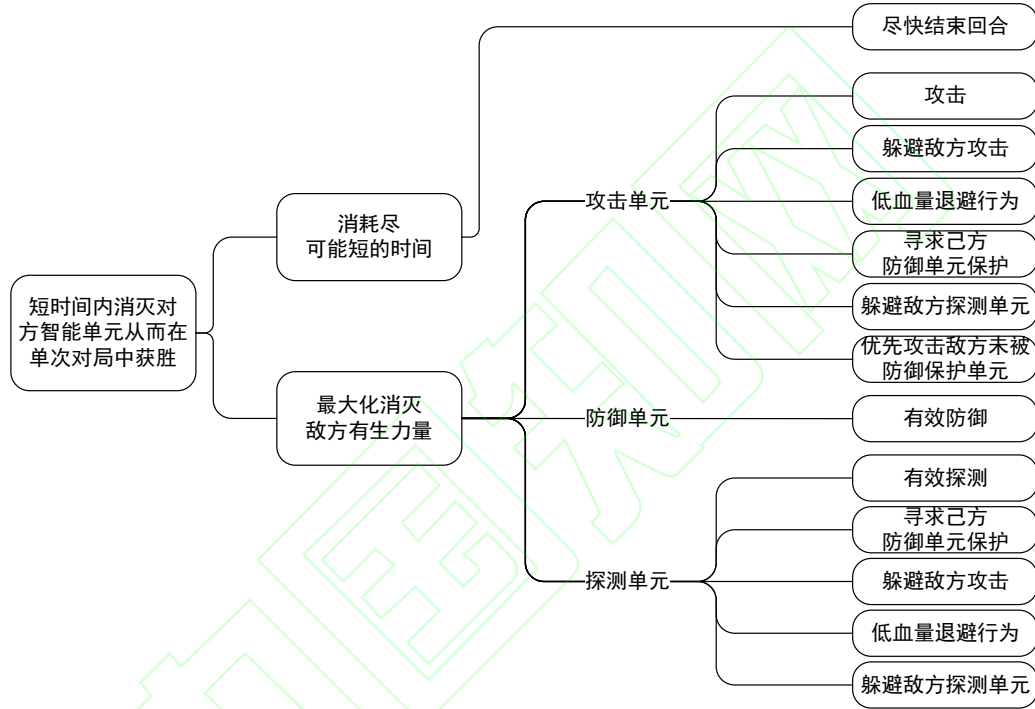 短时间内消灭对
方智能单元从而在
单次对局中获胜
消耗尽
可能短的时间
尽快结束回合
最大化消灭
敌方有生力量
攻击单元
攻击
躲避敌方攻击
低血量退避行为
寻求己方
防御单元保护
躲避敌方探测单元
优先攻击敌方未被
防御保护单元
防御单元
有效防御
探测单元
有效探测
寻求己方
防御单元保护
躲避敌方攻击
低血量退避行为
躲避敌方探测单元
中国知网